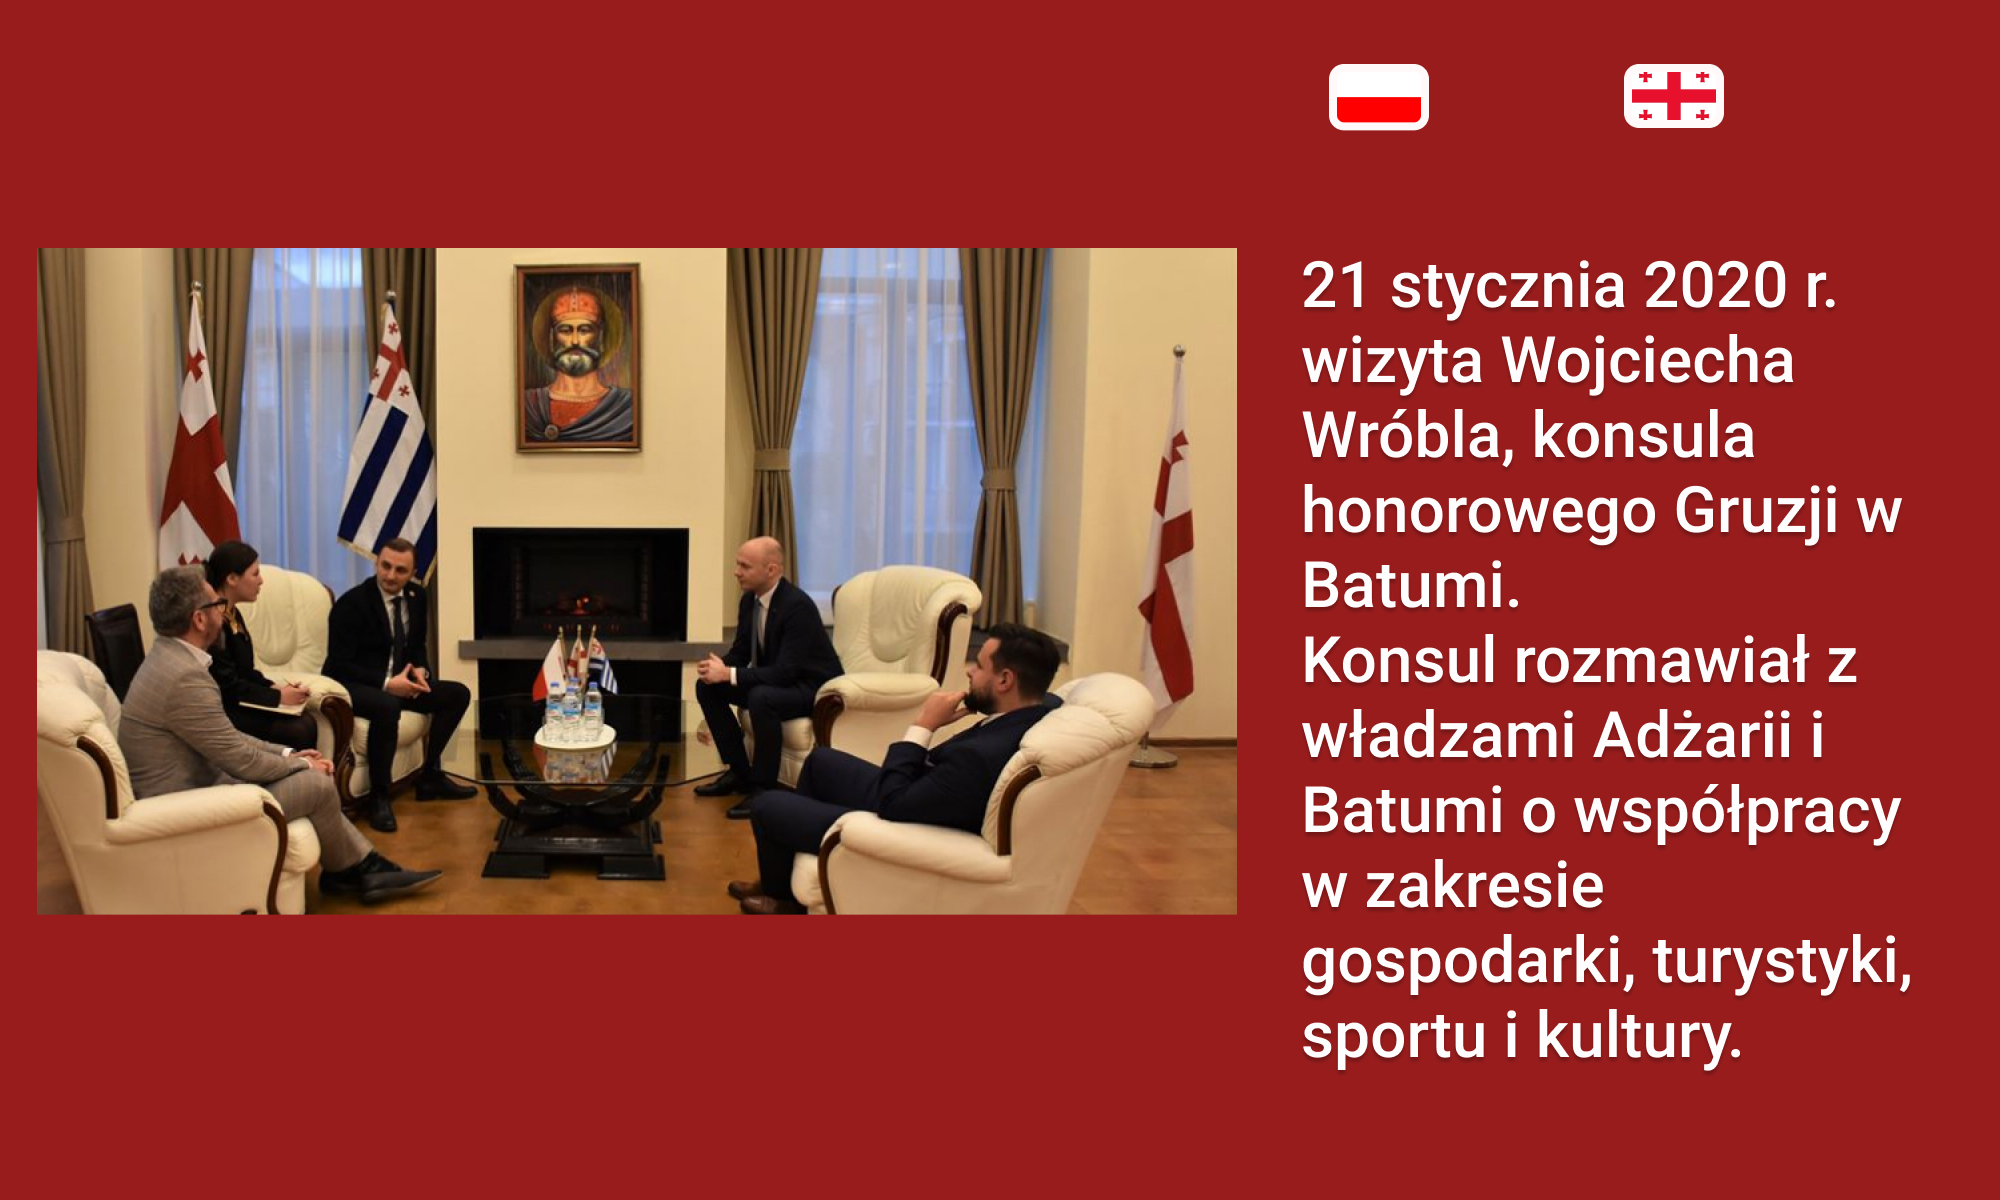 21 stycznia 2020 r.
wizyta Wojciecha
Wróbla, konsula
honorowego Gruzji w
Batumi.
Konsul rozmawiał z
władzami Adżarii i
Batumi o współpracy
w zakresie
gospodarki, turystyki,
sportu i kultury.